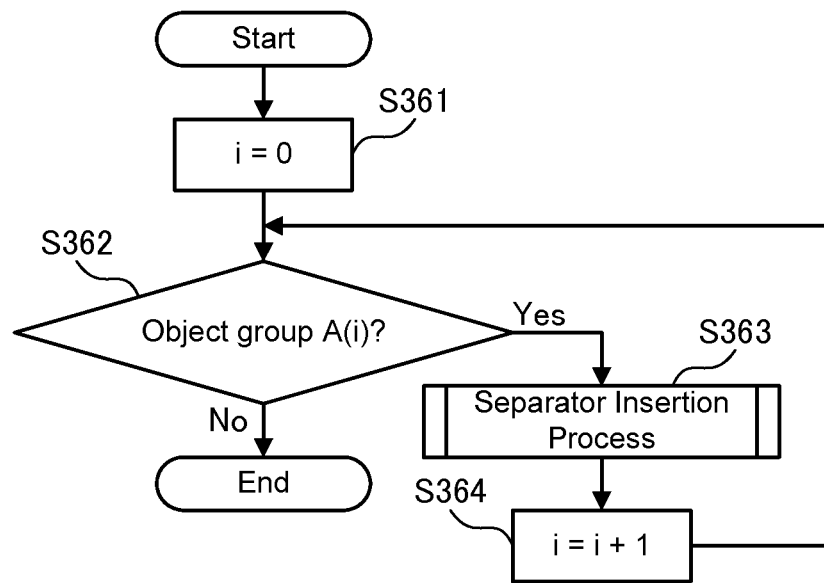 Start
S361
i = 0
S362
Object group A(i)?
Yes
S363
Separator Insertion
Process
No
End
S364
i = i + 1